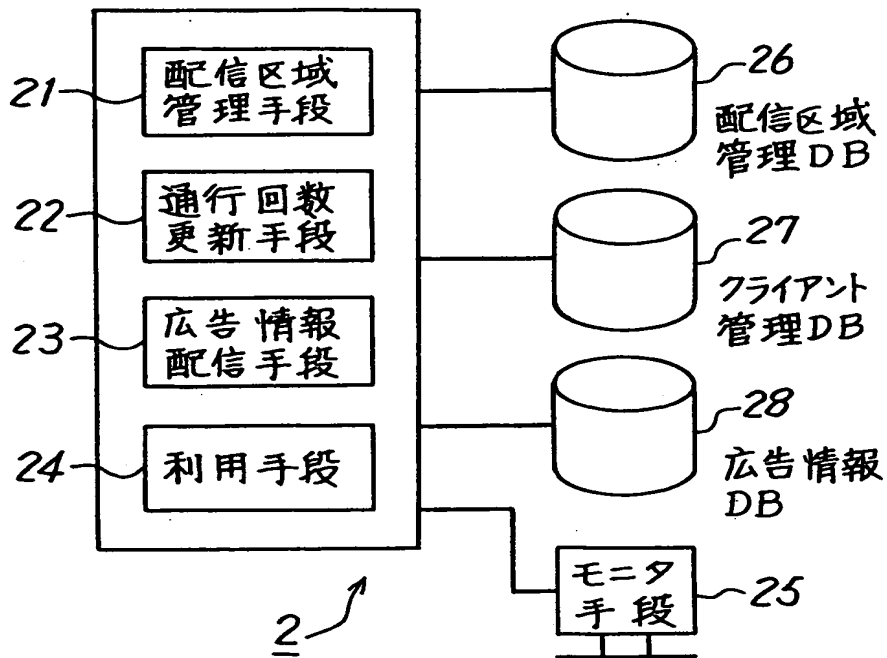 21
配信区域
管理手段
22
通行回数
更新手段
23
広告情報
配信手段
24
利用手段
2
26
配信区域
管理DB
27
クライアント
管理DB
28
広告情報
DB
モニタ
手段
25